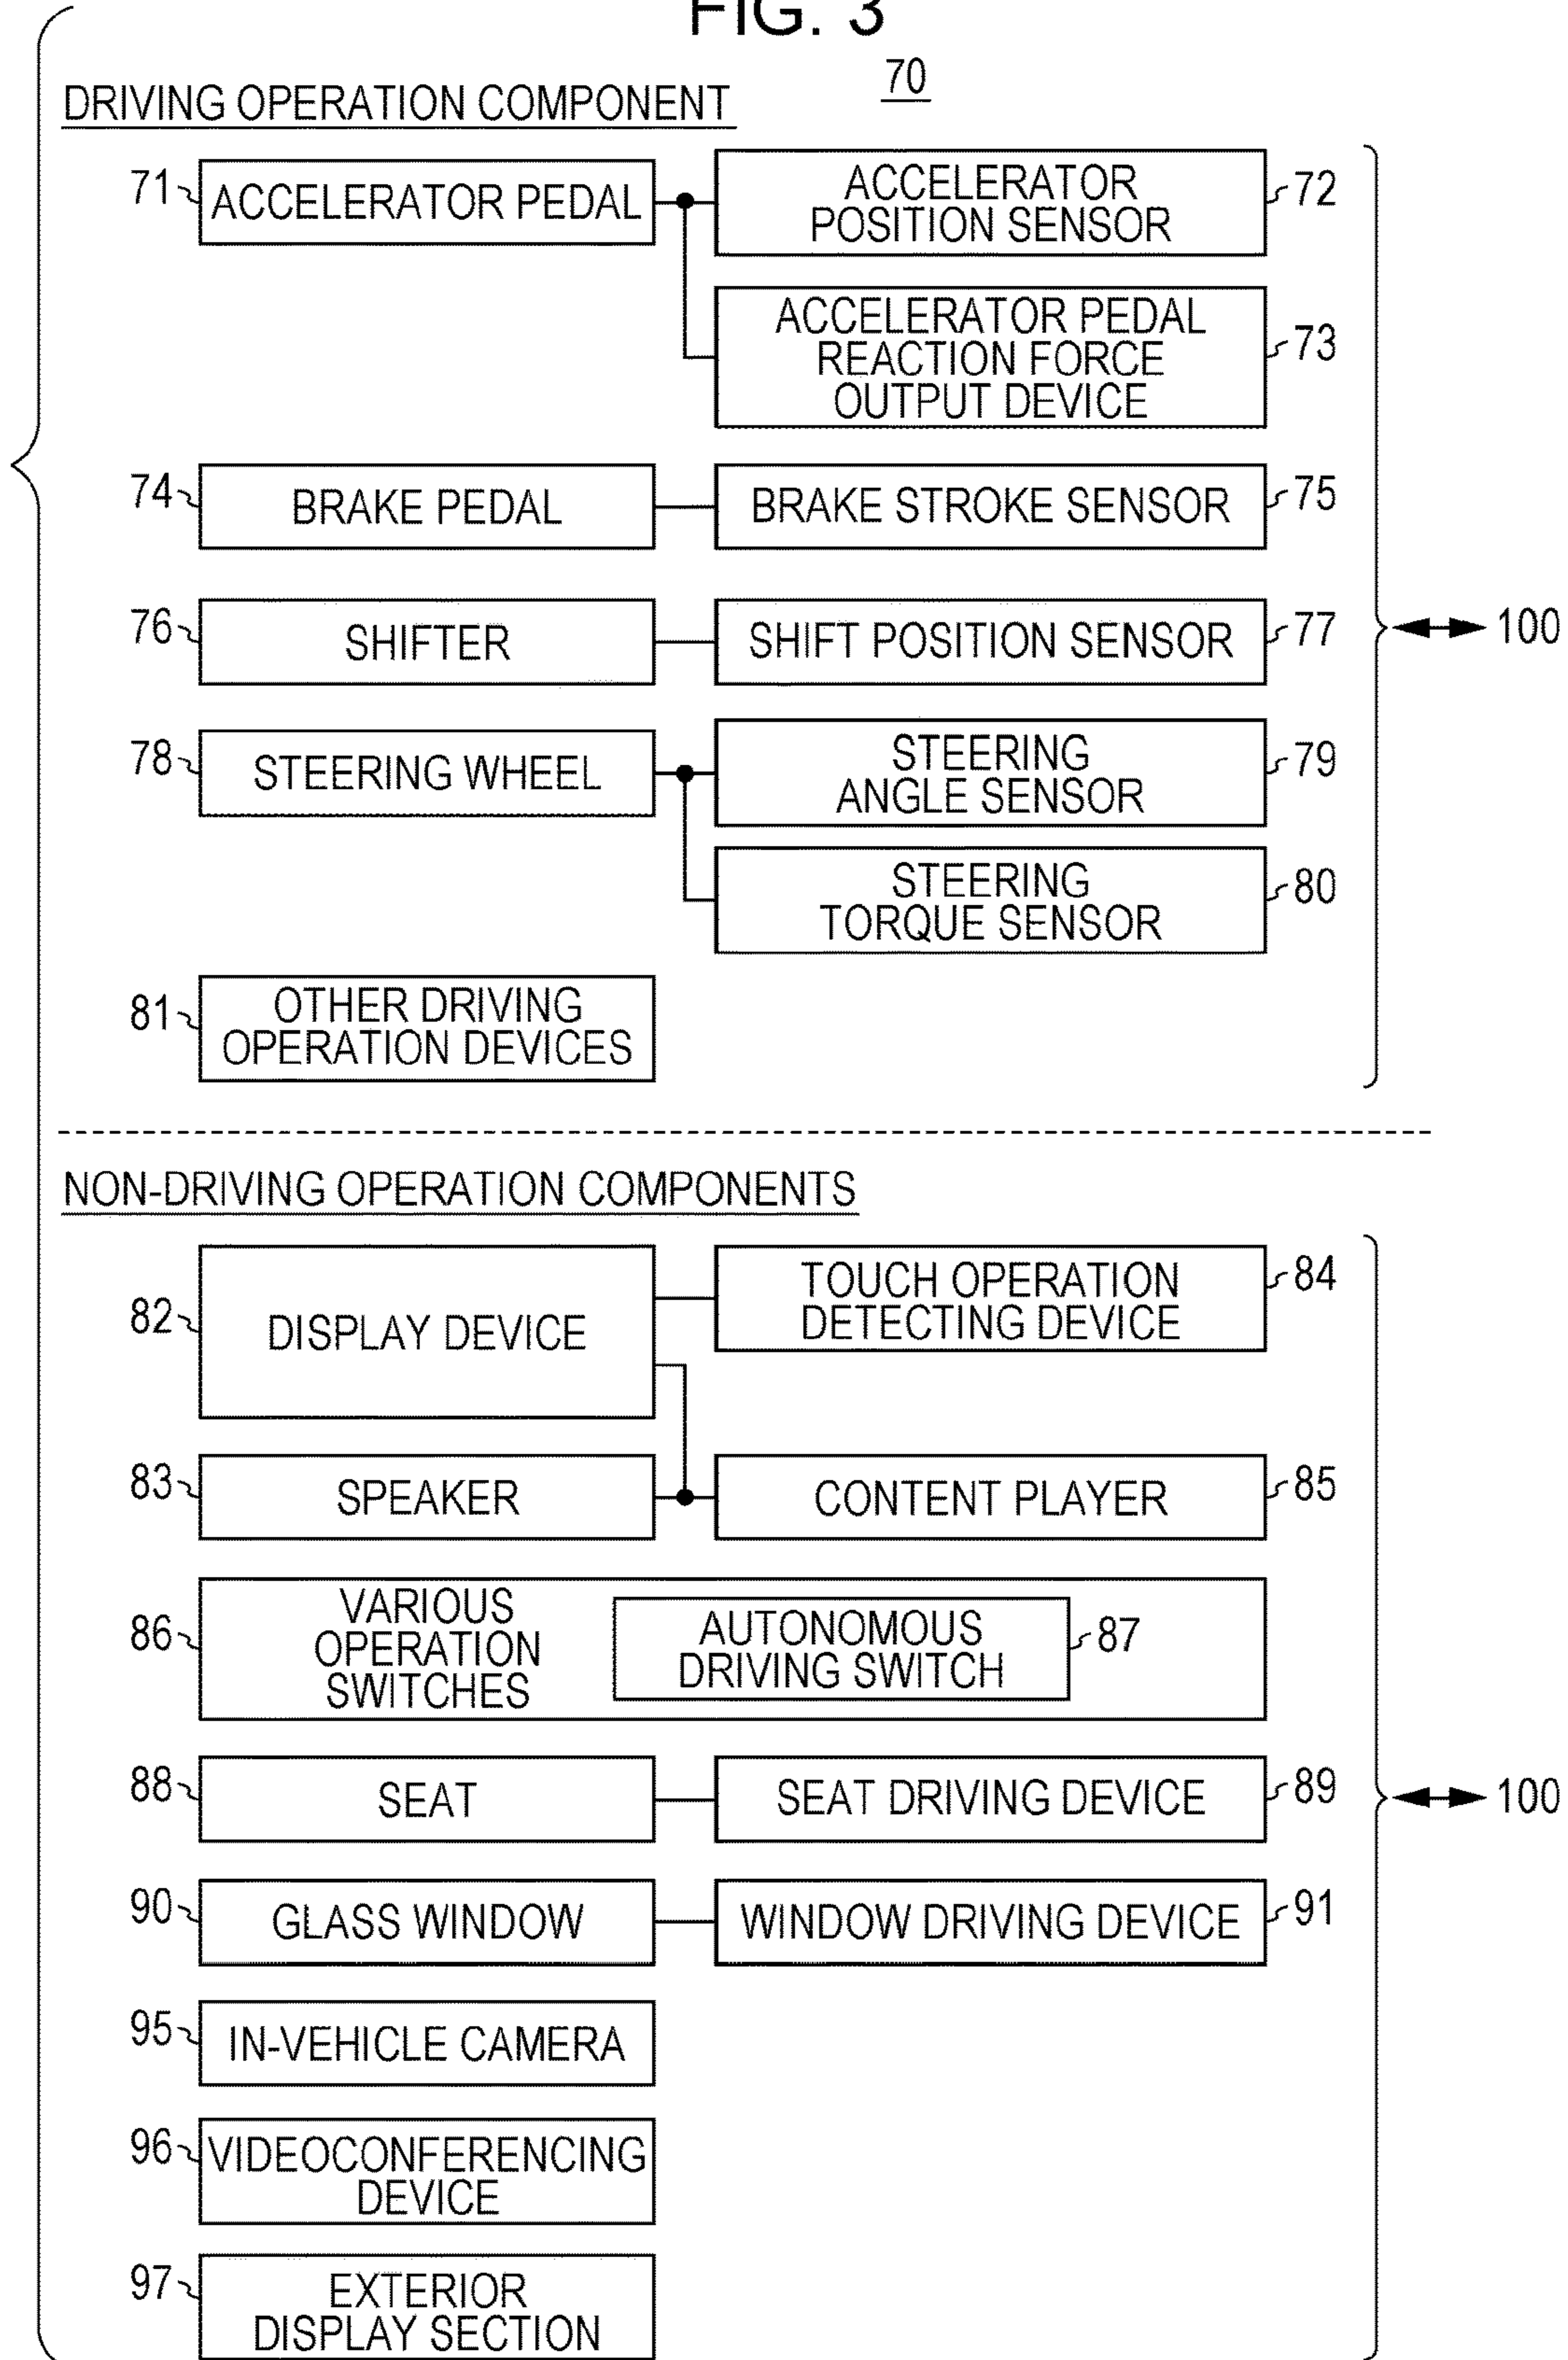 FIG. 3
70
DRIVING OPERATION COMPONENT
71
ACCELERATOR PEDAL
ACCELERATOR
POSITION SENSOR
72
ACCELERATOR PEDAL
REACTION FORCE
OUTPUT DEVICE
73
74
BRAKE PEDAL
BRAKE STROKE SENSOR
75
76
SHIFTER
SHIFT POSITION SENSOR
77
100
78
STEERING WHEEL
STEERING
ANGLE SENSOR
79
STEERING
TORQUE SENSOR
80
81
OTHER DRIVING
OPERATION DEVICES
NON-DRIVING OPERATION COMPONENTS
82
DISPLAY DEVICE
TOUCH OPERATION
DETECTING DEVICE
84
83
SPEAKER
CONTENT PLAYER
85
86
VARIOUS
OPERATION
SWITCHES
AUTONOMOUS
DRIVING SWITCH
87
88
SEAT
SEAT DRIVING DEVICE
89
100
90
GLASS WINDOW
WINDOW DRIVING DEVICE
91
95
IN-VEHICLE CAMERA
96
VIDEOCONFERENCING
DEVICE
97
EXTERIOR
DISPLAY SECTION